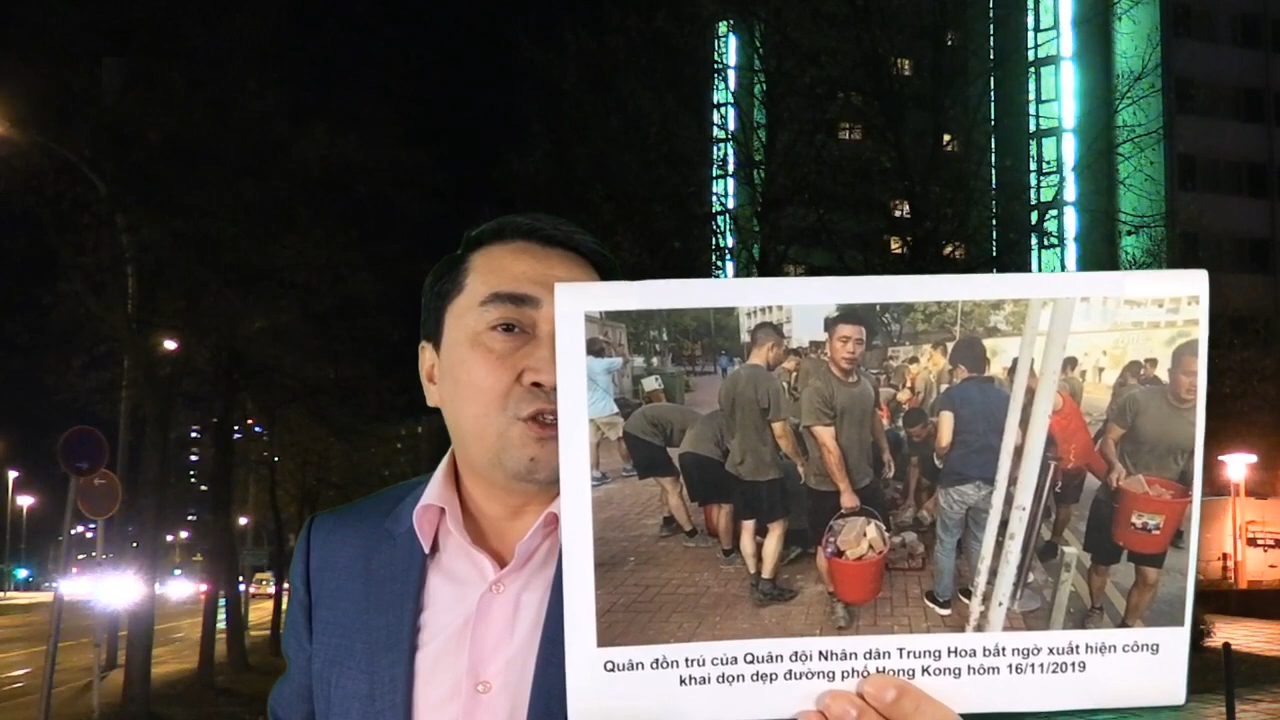 Quân đồn trú của Quân đội Nhân dân Trung Hoa bất ngờ xuất hiện công
khai dọn dẹp đường phố Hong Kong hôm 16/11/2019